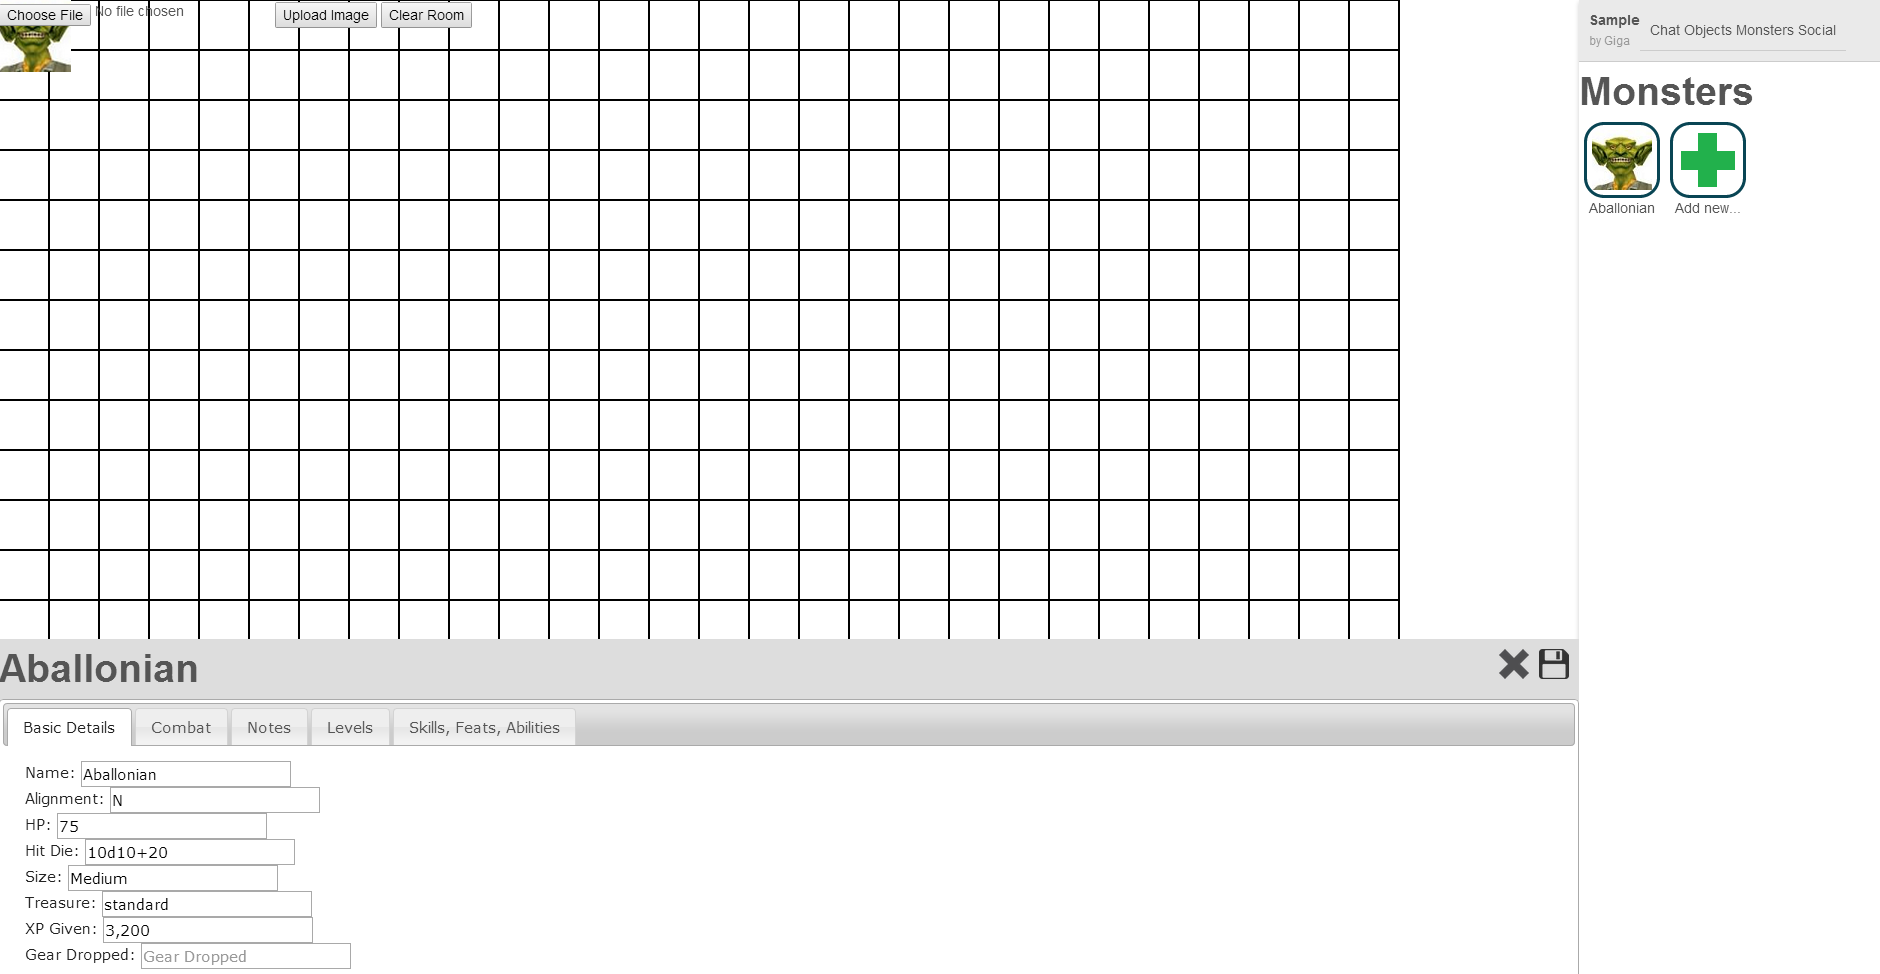 Choose File No file chosen Upload Image Clear Room
Sample
by Giga
Chat Objects Monsters Social
Monsters
Aballonian Add new...
Aballonian
Basic Details Combat Notes Levels Skills, Feats, Abilities
Name: Aballonian
Alignment: N
HP: 75
Hit Die: 10d10+20
Size: Medium
Treasure: standard
XP Given: 3,200
Gear Dropped: Gear Dropped